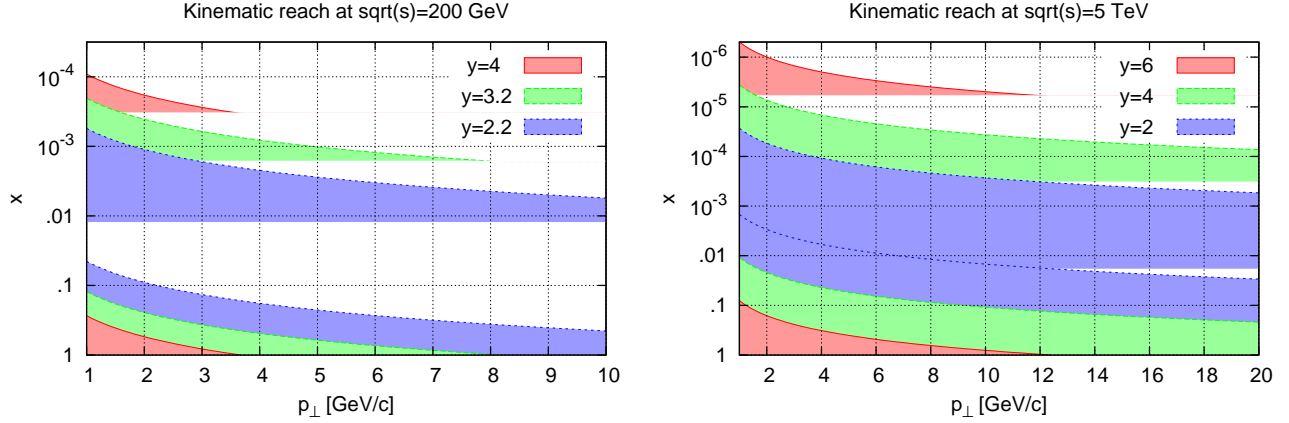 Kinematic reach at sqrt(s)=200 GeV
x
10-4
10-3
.01
.1
1
y=4
y=3.2
y=2.2
1 2 3 4 5 6 7 8 9 10
p⊥ [GeV/c]
Kinematic reach at sqrt(s)=5 TeV
x
10-6
10-5
10-4
10-3
.01
.1
1
y=6
y=4
y=2
2 4 6 8 10 12 14 16 18 20
p⊥ [GeV/c]